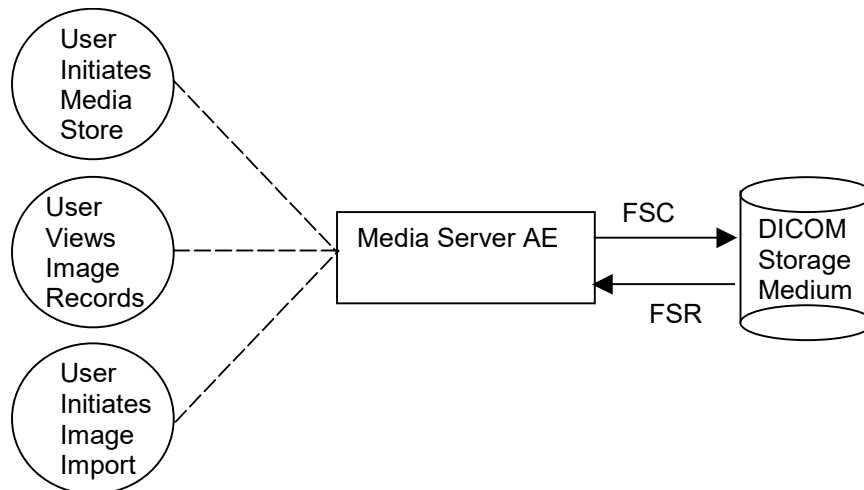 User
Initiates
Media
Store
User
Views
Image
Records
User
Initiates
Image
Import
Media Server AE
FSC
FSR
DICOM
Storage
Medium